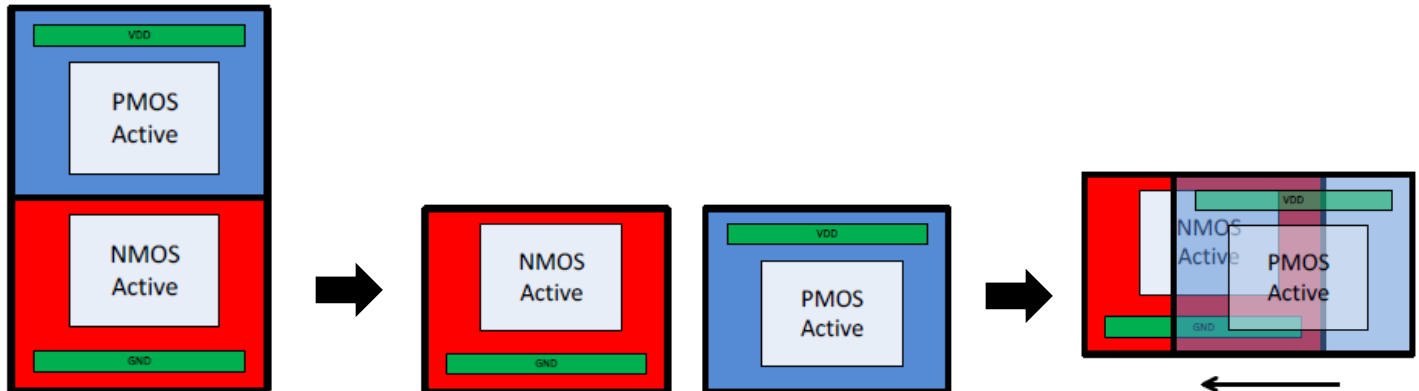 VDD
PMOS
Active
NMOS
Active
GND
NMOS
Active
GND
VDD
PMOS
Active
VDD
NMOS
Active
PMOS
Active
GND